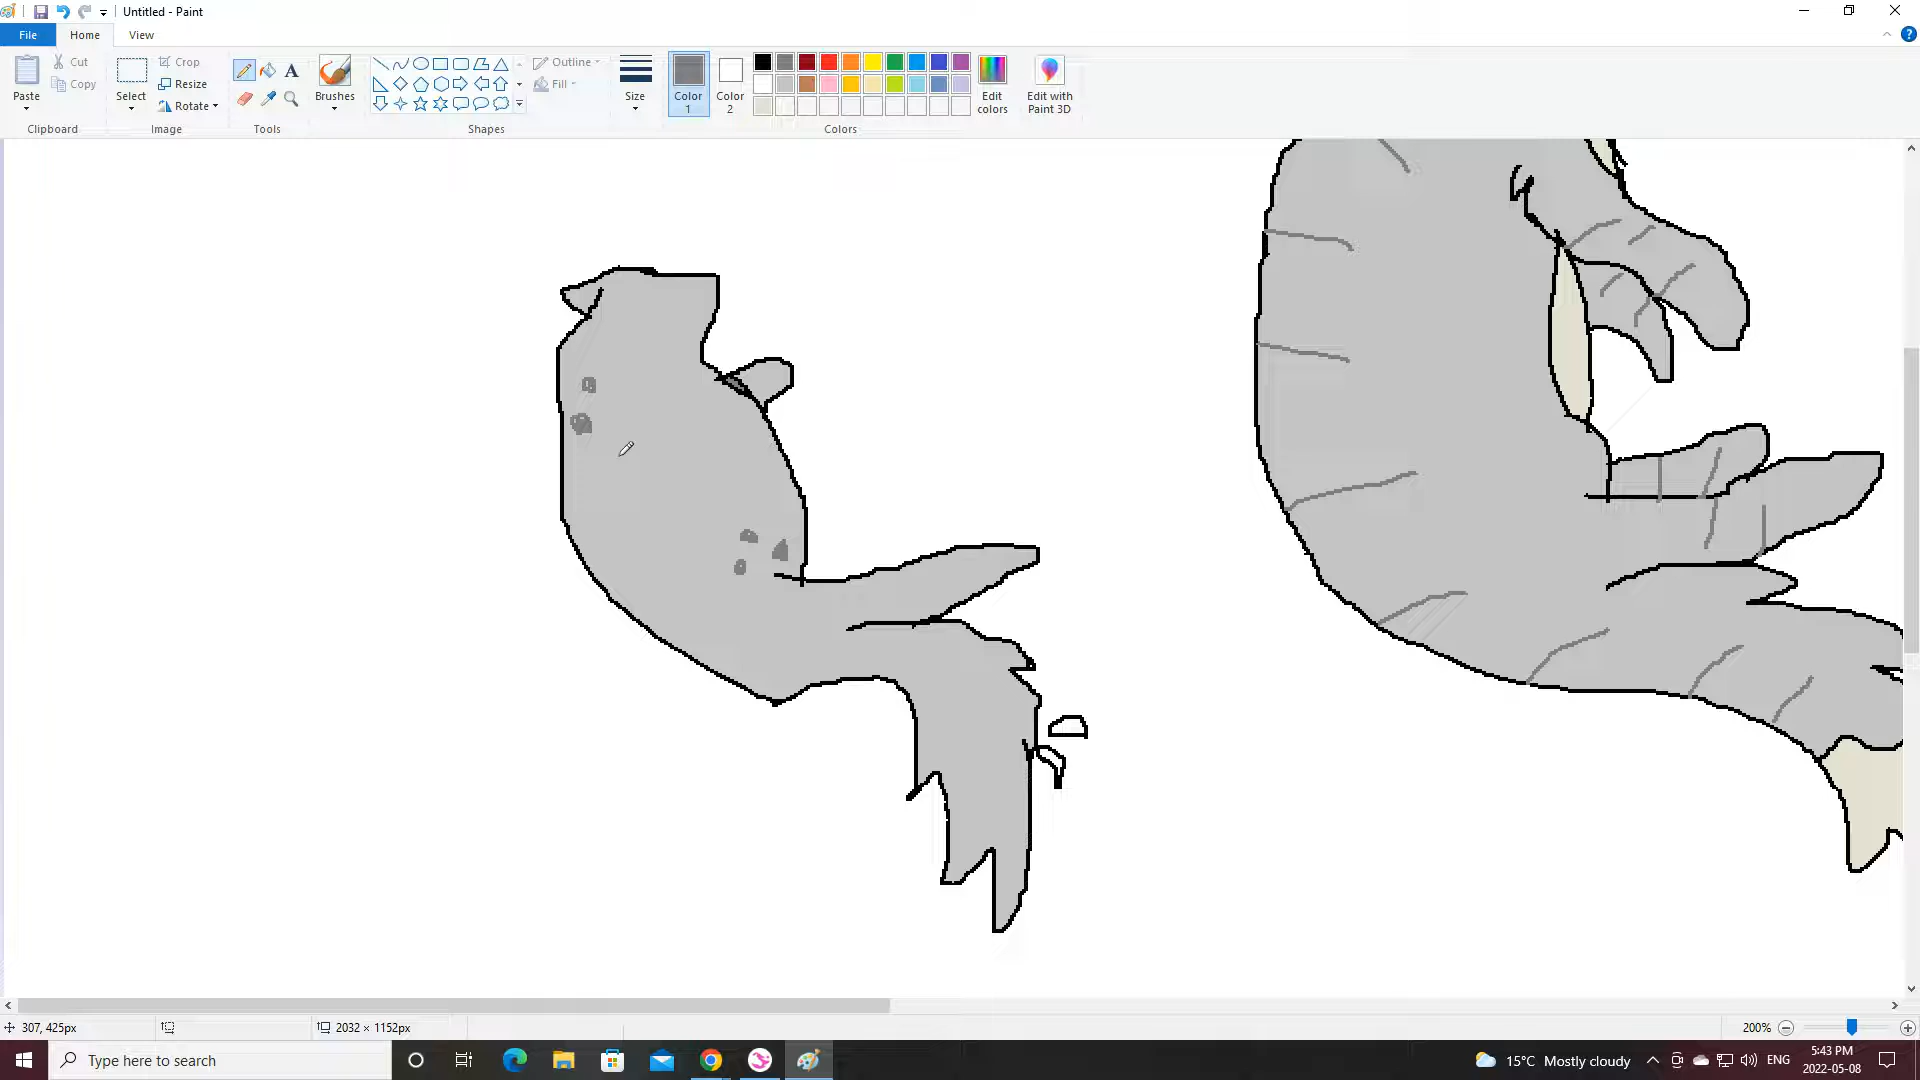 Untitled - Paint
File
Home
View
Paste
Cut
Copy
Clipboard
Select
Crop
Resize
Rotate
Image
A
Tools
Brushes
Shapes
Outline
Fill
Size
Color
1
Color
2
Edit
colors
Edit with
Paint 3D
Colors
307, 425px
2032 × 1152px
200%
Type here to search
15°C Mostly cloudy
ENG
5:43 PM
2022-05-08